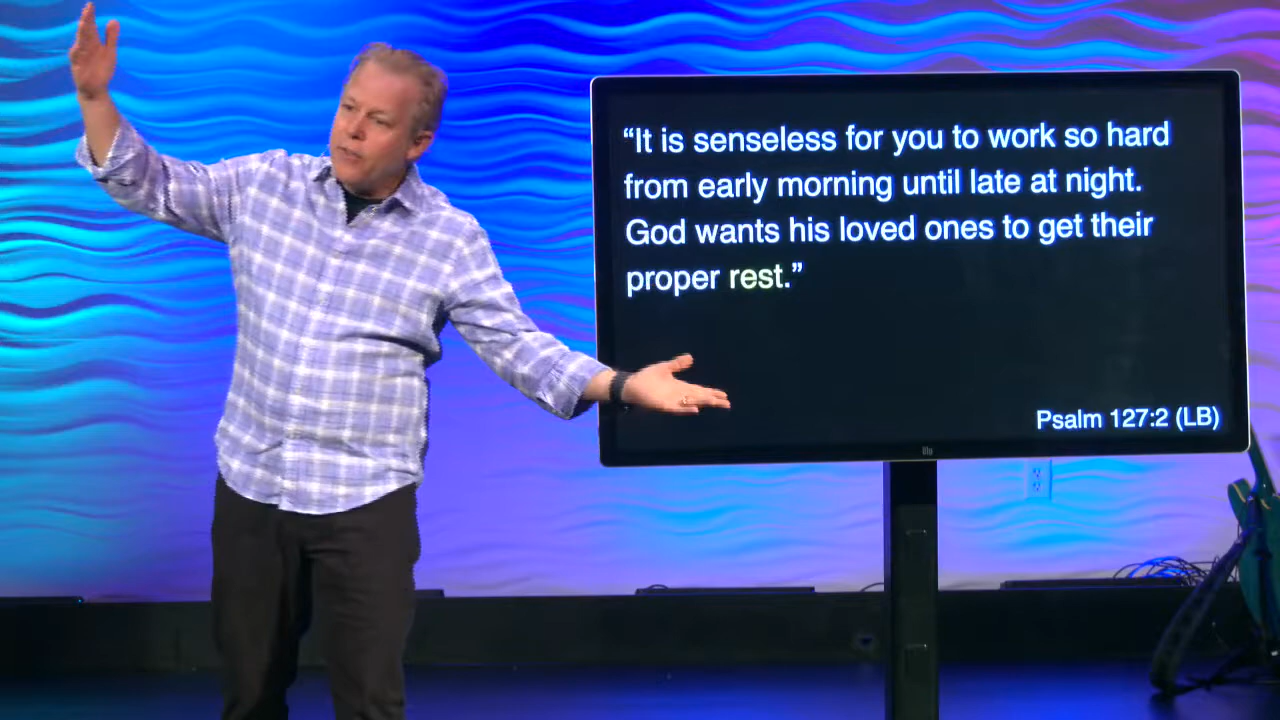 “It is senseless for you to work so hard
from early morning until late at night.
God wants his loved ones to get their
proper rest.”
Psalm 127:2 (LB)
elo